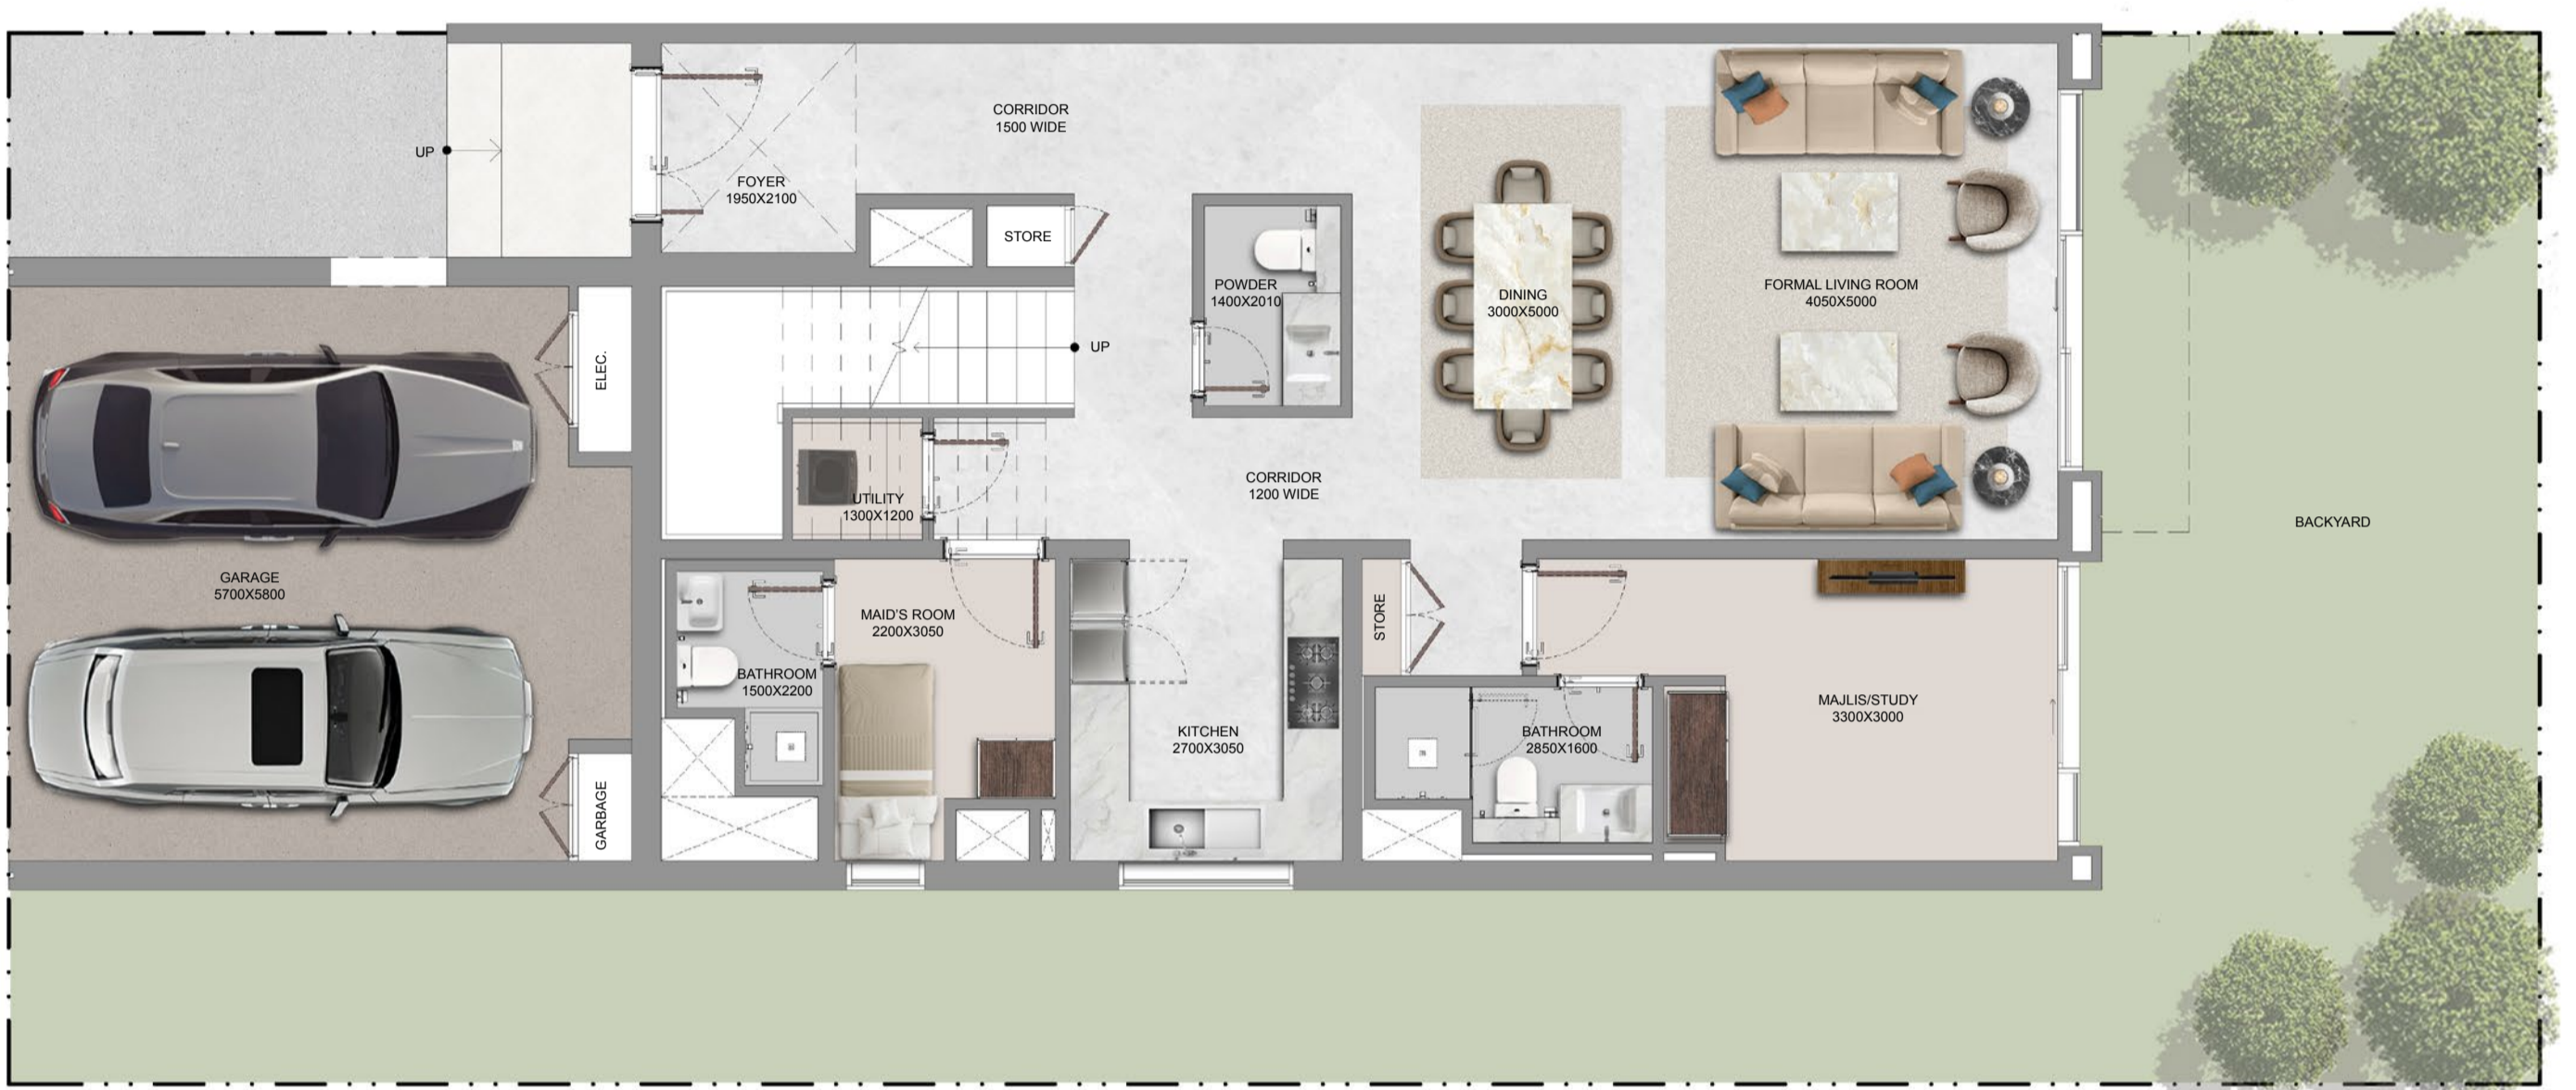 CORRIDOR
1500 WIDE
UP
FOYER
1950X2100
STORE
POWDER
1400X2010
DINING
3000X5000
FORMAL LIVING ROOM
4050X5000
UP
ELEC.
CORRIDOR
1200 WIDE
UTILITY
1300X1200
BACKYARD
GARAGE
5700X5800
MAID'S ROOM
2200X3050
STORE
BATHROOM
1500X2200
KITCHEN
2700X3050
BATHROOM
2850X1600
MAJLIS/STUDY
3300X3000
GARBAGE